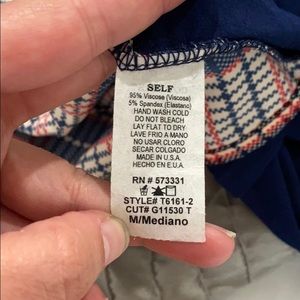 SELF
95% Viscose (Viscosa)
5% Spandex (Elastano)
HAND WASH COLD
DO NOT BLEACH
LAY FLAT TO DRY
LAVE FRIO A MANO
NO USAR CLORO
SECAR COLGADO
MADE IN U.S.A.
HECHO EN E.U.A.
RN # 573331
STYLE# T6161-2
CUT# G11530 T
M/Mediano